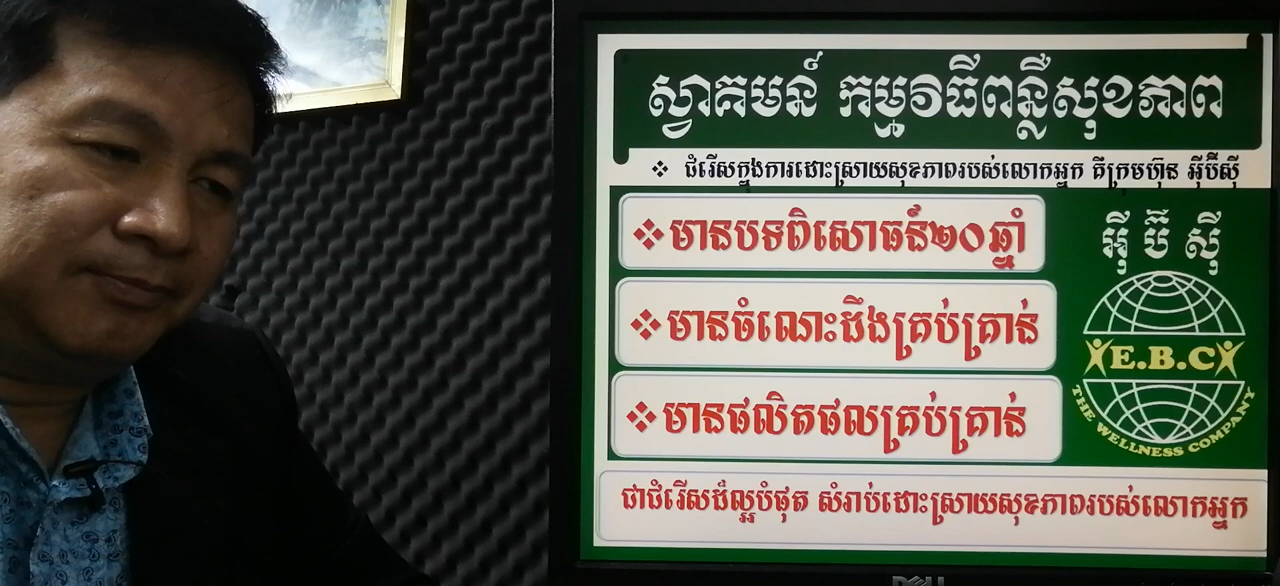 ស្វាគមន៍ កម្មវិធីពន្លឺសុខភាព
❖ ជំរើសក្នុងការដោះស្រាយសុខភាពរបស់លោកអ្នក គឺក្រុមហ៊ុន អ៊ីប៊ីស៊ី
❖មានបទពិសោធន៍២០ឆ្នាំ
❖មានចំណេះដឹងគ្រប់គ្រាន់
❖មានផលិតផលគ្រប់គ្រាន់
អ៊ី ប៊ី ស៊ី
E.B.C
THE WELLNESS COMPANY
ជាជំរើសដ៏ល្អបំផុត សំរាប់ដោះស្រាយសុខភាពរបស់លោកអ្នក